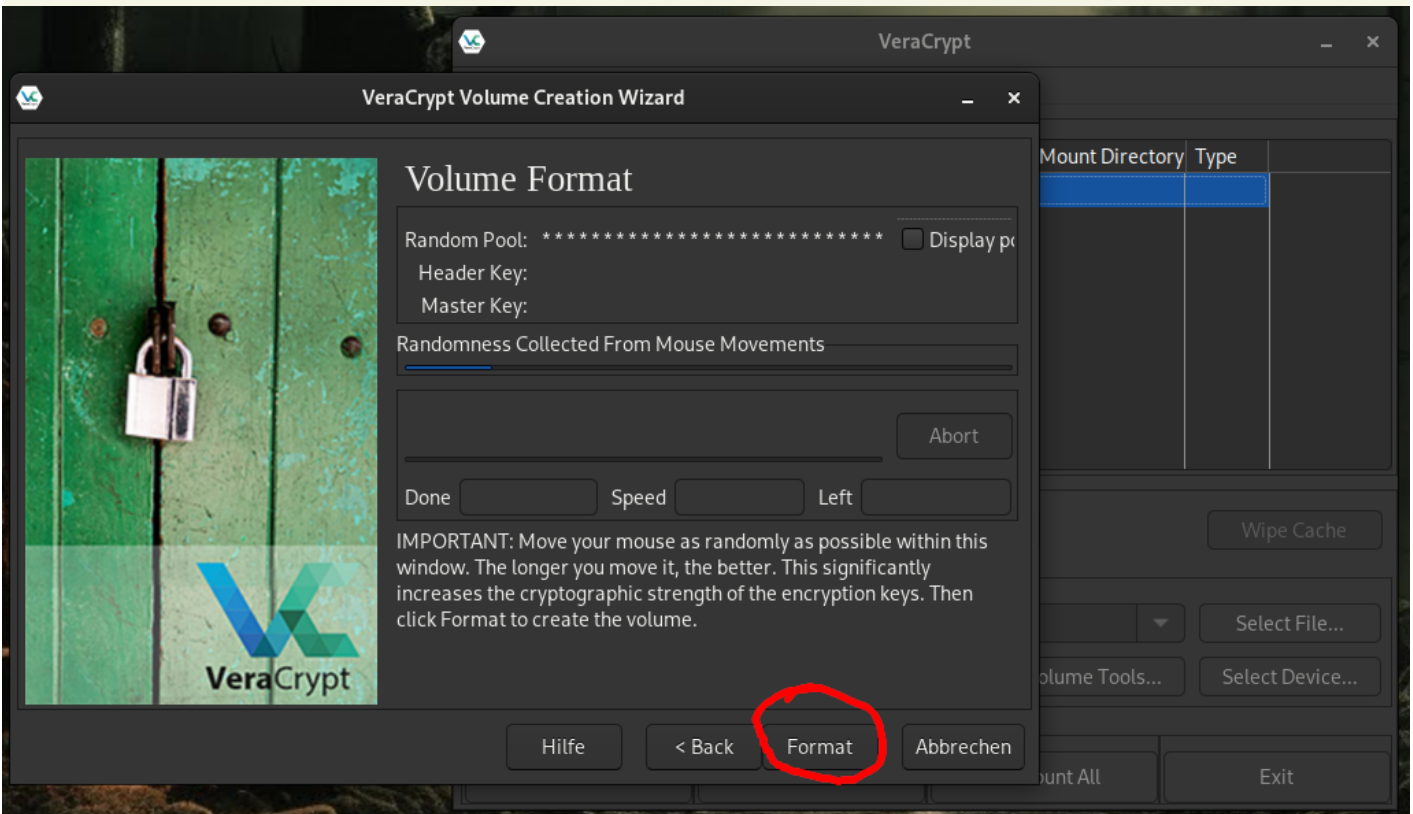 VeraCrypt
VeraCrypt Volume Creation Wizard
Mount Directory Type
Volume Format
Random Pool: **************************** Display po
Header Key:
Master Key:
Randomness Collected From Mouse Movements
Abort
Done Speed Left
IMPORTANT: Move your mouse as randomly as possible within this
window. The longer you move it, the better. This significantly
increases the cryptographic strength of the encryption keys. Then
click Format to create the volume.
Wipe Cache
Select File...
olume Tools... Select Device...
VeraCrypt
Hilfe < Back Format Abbrechen
ount All Exit